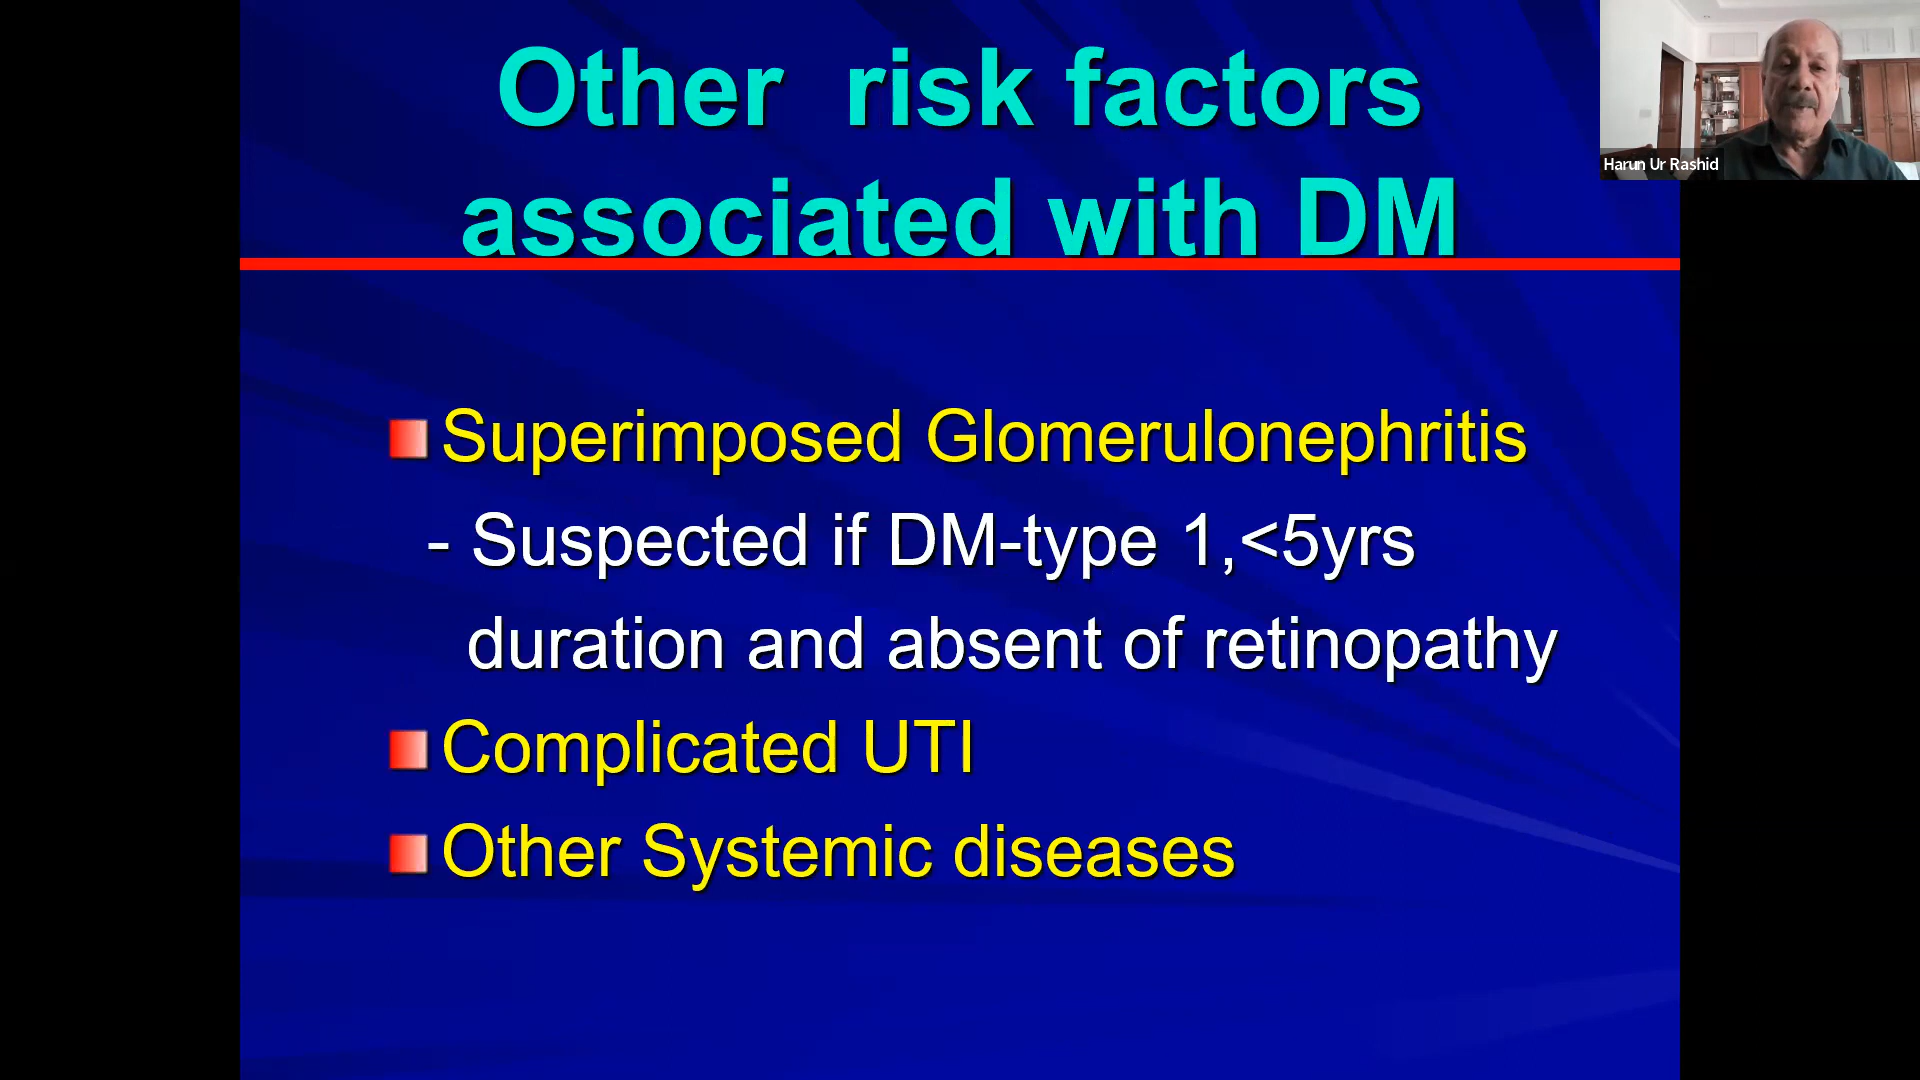 Other risk factors
associated with DM
Superimposed Glomerulonephritis
- Suspected if DM-type 1,<5yrs
duration and absent of retinopathy
Complicated UTI
Other Systemic diseases
Harun Ur Rashid